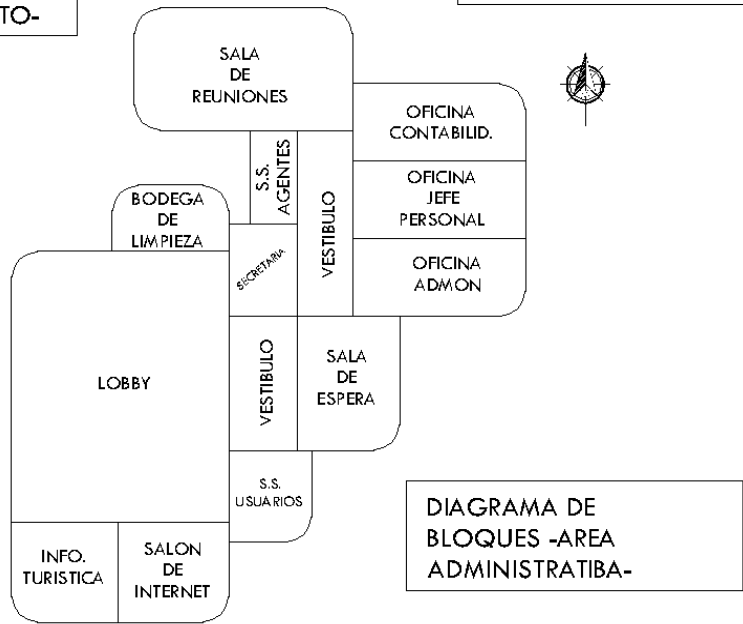 TO-
SALA
DE
REUNIONES
OFICINA
CONTABILID.
S.S.
AGENTES
VESTIBULO
OFICINA
JEFE
PERSONAL
BODEGA
DE
LIMPIEZA
SECRETARIA
OFICINA
ADMON
LOBBY
VESTIBULO
SALA
DE
ESPERA
S.S.
USUARIOS
INFO.
TURISTICA
SALON
DE
INTERNET
DIAGRAMA DE
BLOQUES -AREA
ADMINISTRATIBA-